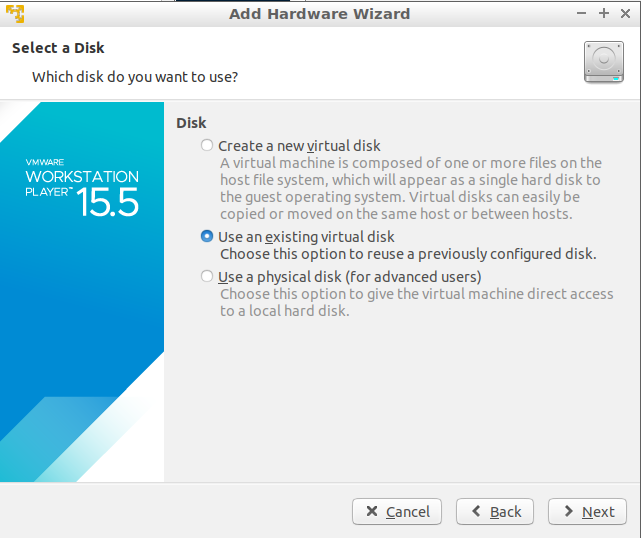 Add Hardware Wizard
Select a Disk
Which disk do you want to use?
VMWARE
WORKSTATION
PLAYER™ 15.5
Disk
Create a new virtual disk
A virtual machine is composed of one or more files on the
host file system, which will appear as a single hard disk to
the guest operating system. Virtual disks can easily be
copied or moved on the same host or between hosts.
Use an existing virtual disk
Choose this option to reuse a previously configured disk.
Use a physical disk (for advanced users)
Choose this option to give the virtual machine direct access
to a local hard disk.
Cancel
Back
Next